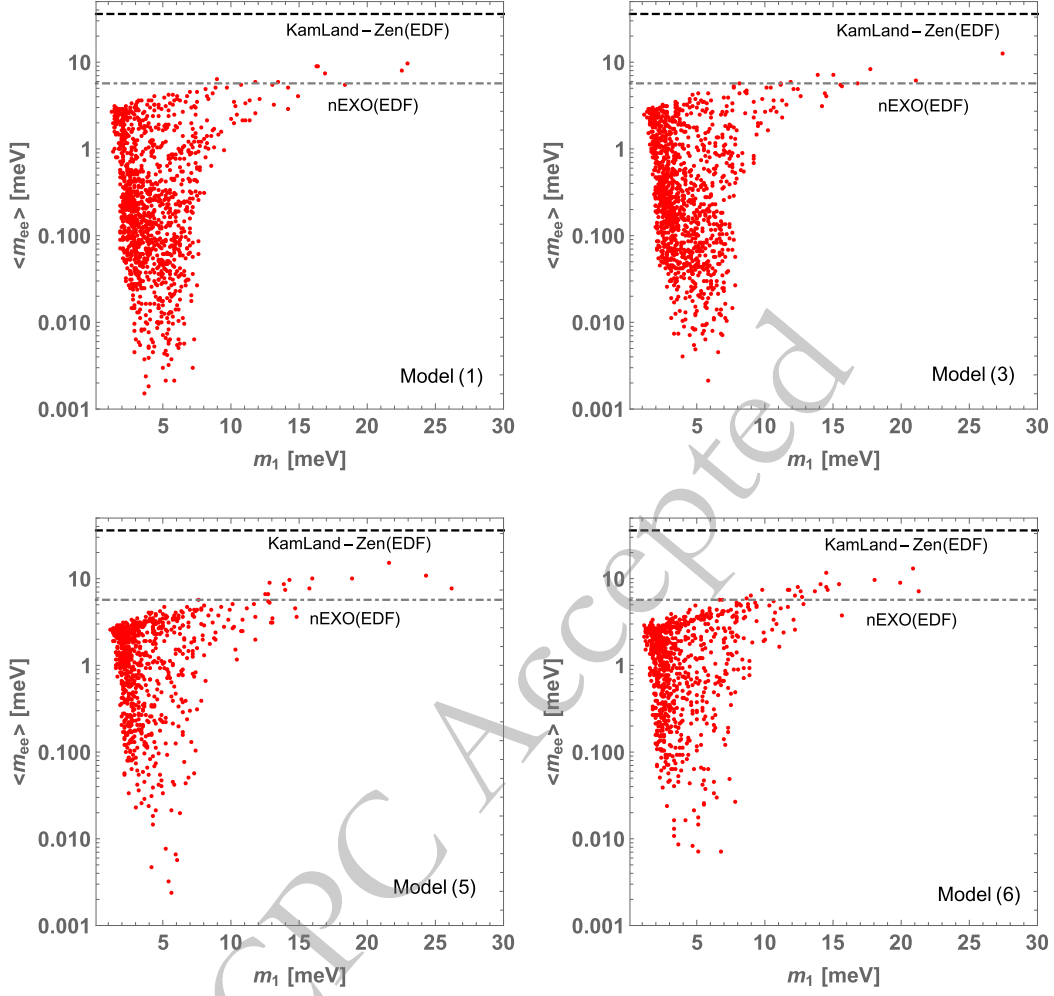 KamLand-Zen(EDF)
nEXO(EDF)
Model (1)
<mee> [meV]
10
1
0.100
0.010
0.001
5 10 15 20 25 30
m1 [meV]
KamLand-Zen(EDF)
nEXO(EDF)
Model (3)
<mee> [meV]
10
1
0.100
0.010
0.001
5 10 15 20 25 30
m1 [meV]
KamLand-Zen(EDF)
nEXO(EDF)
Model (5)
<mee> [meV]
10
1
0.100
0.010
0.001
5 10 15 20 25 30
m1 [meV]
KamLand-Zen(EDF)
nEXO(EDF)
Model (6)
<mee> [meV]
10
1
0.100
0.010
0.001
5 10 15 20 25 30
m1 [meV]
CPC Accepted